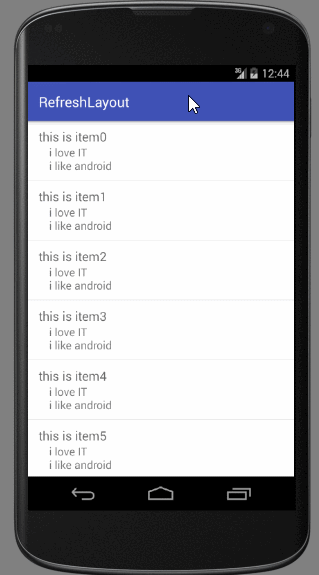 3G 12:44
RefreshLayout
this is item0
i love IT
i like android
this is item1
i love IT
i like android
this is item2
i love IT
i like android
this is item3
i love IT
i like android
this is item4
i love IT
i like android
this is item5
i love IT
i like android